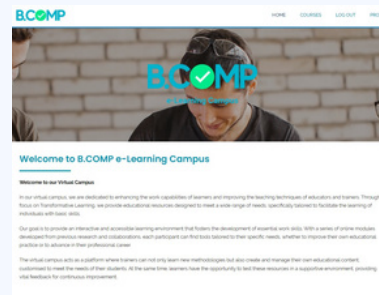 B.COMP
HOME COURSES LOG OUT
B.COMP
e-Learning Campus
Welcome to B.COMP e-Learning Campus
Welcome to our Virtual Campus
In our virtual campus, we are dedicated to enhancing the work capabilities of learners and improving the teaching techniques of educators and trainers. Through
focus on Transformative Learning, we provide educational resources designed to meet a wide range of needs, specifically tailored to facilitate the learning of
individuals with basic skills.
Our goal is to provide an interactive and accessible learning environment that fosters the development of essential work skills. With a series of online modules
developed from previous research and collaborations, each participant can find tools tailored to their specific needs, whether to improve their own educational
practice or to advance in their professional career.
The virtual campus acts as a platform where trainers can not only learn new methodologies but also create and manage their own educational content,
customised to meet the needs of their students. At the same time, learners have the opportunity to test these resources in a supportive environment, providing
vital feedback for continuous improvement.